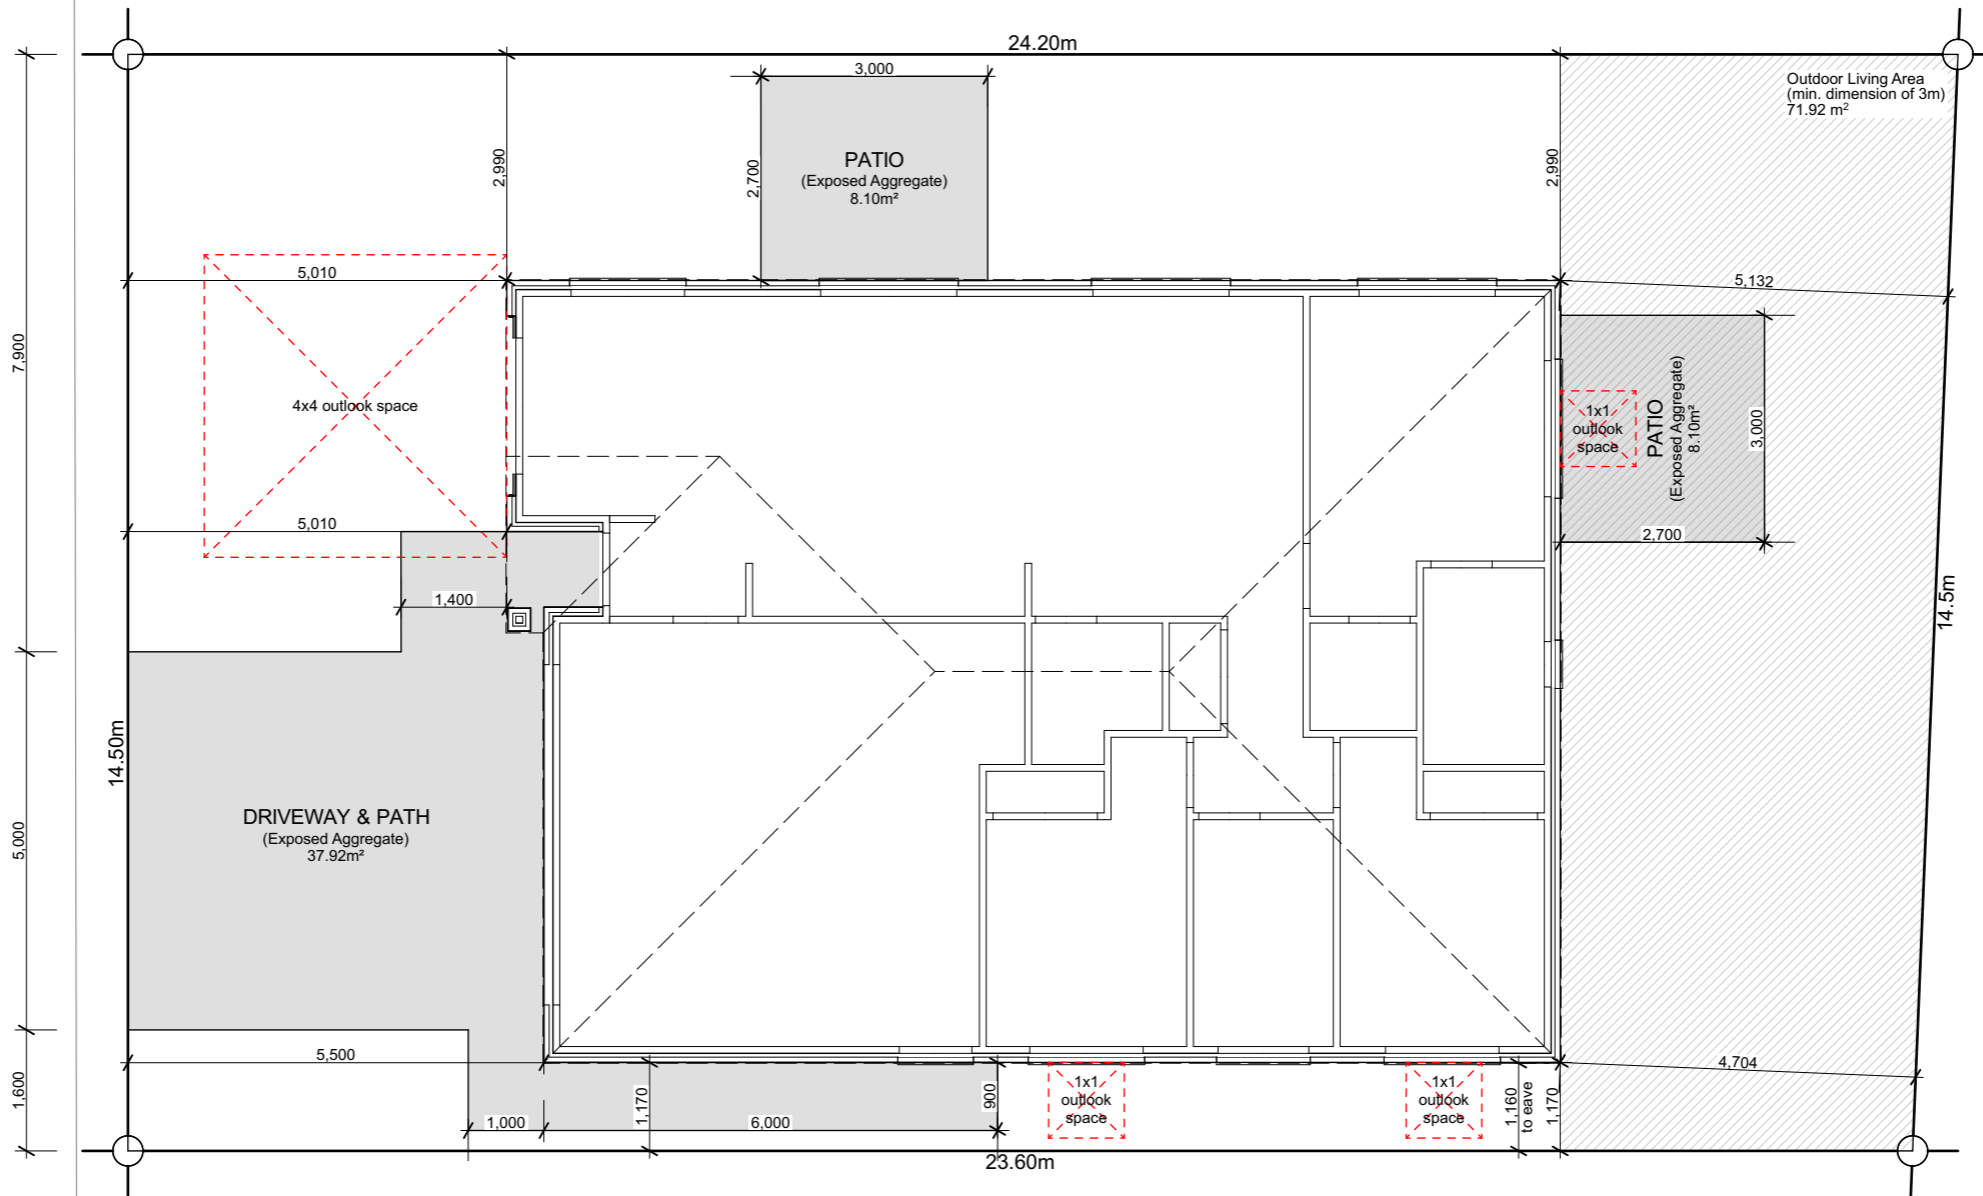 24.20m
3,000
Outdoor Living Area
(min. dimension of 3m)
71.92 m²
2,990
2,700
PATIO
(Exposed Aggregate)
8.10m²
2,990
5,010
5,132
7,900
4x4 outlook space
1x1
outlook
space
PATIO
(Exposed Aggregate)
8.10m²
3,000
5,010
2,700
1,400
14.5m
14.50m
5,000
DRIVEWAY & PATH
(Exposed Aggregate)
37.92m²
5,500
4,704
1,600
1,000
1,170
6,000
900
1x1
outlook
space
1x1
outlook
space
1,160
to eave
1,170
23.60m